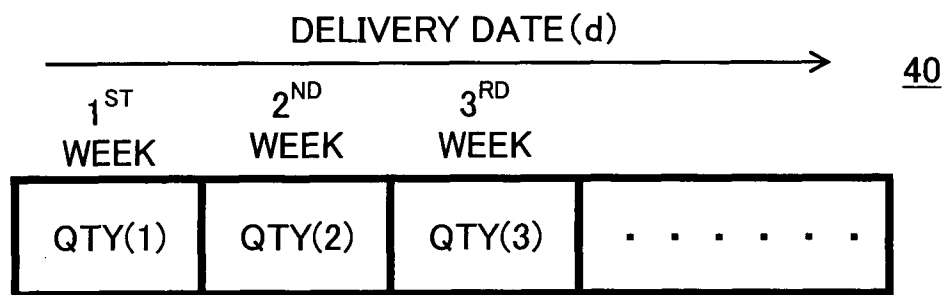 DELIVERY DATE(d)
40
1ST WEEK
2ND WEEK
3RD WEEK
QTY(1) QTY(2) QTY(3) · · · · · ·